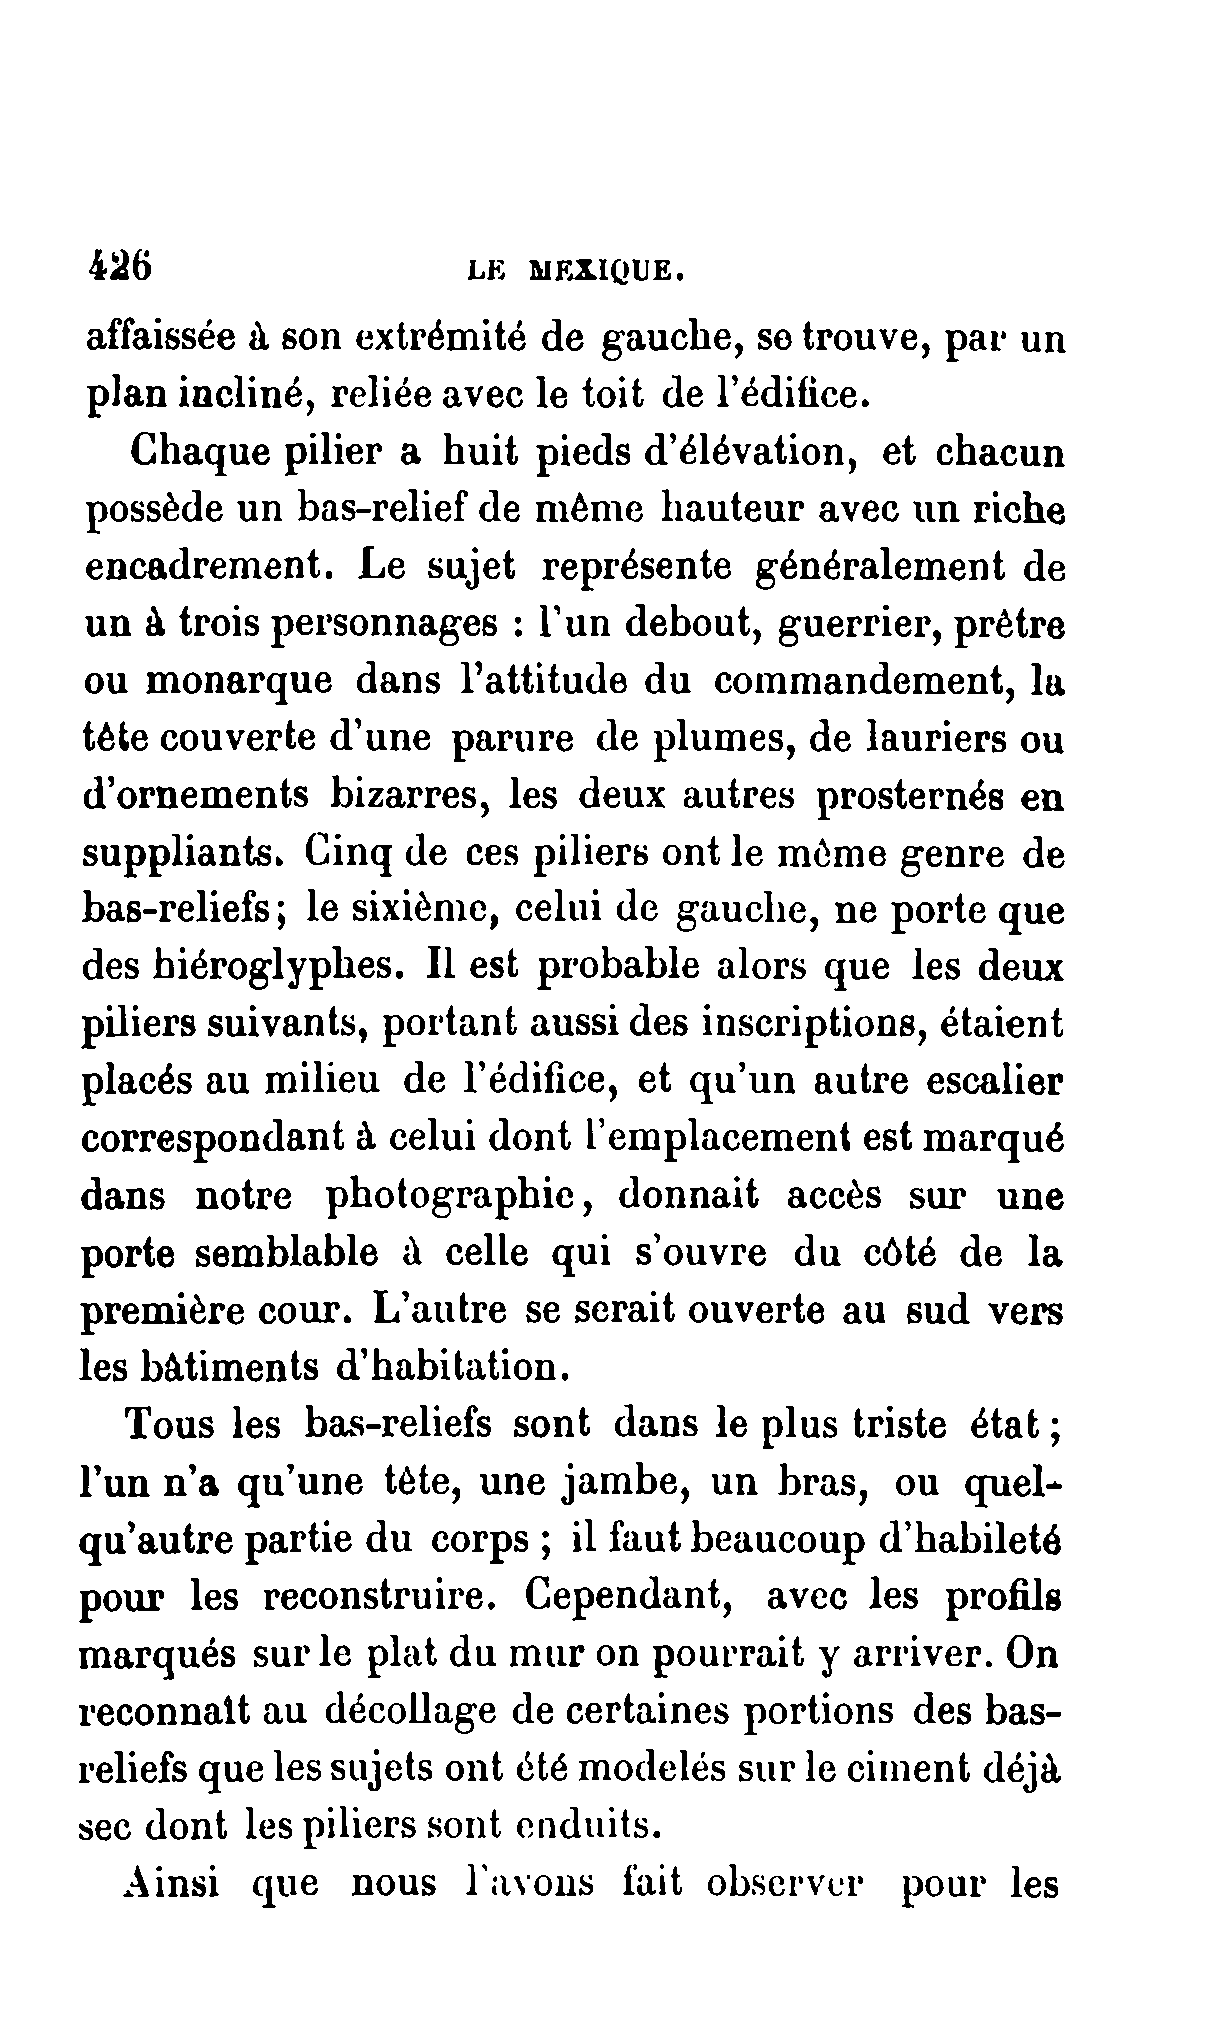 426 LE MEXIQUE.
affaissée à son extrémité de gauche, se trouve, par un
plan incliné, reliée avec le toit de l'édifice.
Chaque pilier a huit pieds d'élévation, et chacun
possède un bas-relief de même hauteur avec un riche
encadrement. Le sujet représente généralement de
un à trois personnages : l'un debout, guerrier, prêtre
ou monarque dans l'attitude du commandement, la
tête couverte d'une parure de plumes, de lauriers ou
d'ornements bizarres, les deux autres prosternés en
suppliants. Cinq de ces piliers ont le même genre de
bas-reliefs; le sixième, celui de gauche, ne porte que
des hiéroglyphes. Il est probable alors que les deux
piliers suivants, portant aussi des inscriptions, étaient
placés au milieu de l'édifice, et qu'un autre escalier
correspondant à celui dont l'emplacement est marqué
dans notre photographie, donnait accès sur une
porte semblable à celle qui s'ouvre du côté de la
première cour. L'autre se serait ouverte au sud vers
les bâtiments d'habitation.
Tous les bas-reliefs sont dans le plus triste état ;
l'un n'a qu'une tête, une jambe, un bras, ou quel-
qu'autre partie du corps ; il faut beaucoup d'habileté
pour les reconstruire. Cependant, avec les profils
marqués sur le plat du mur on pourrait y arriver. On
reconnaît au décollage de certaines portions des bas-
reliefs que les sujets ont été modelés sur le ciment déjà
sec dont les piliers sont enduits.
Ainsi que nous l'avons fait observer pour les